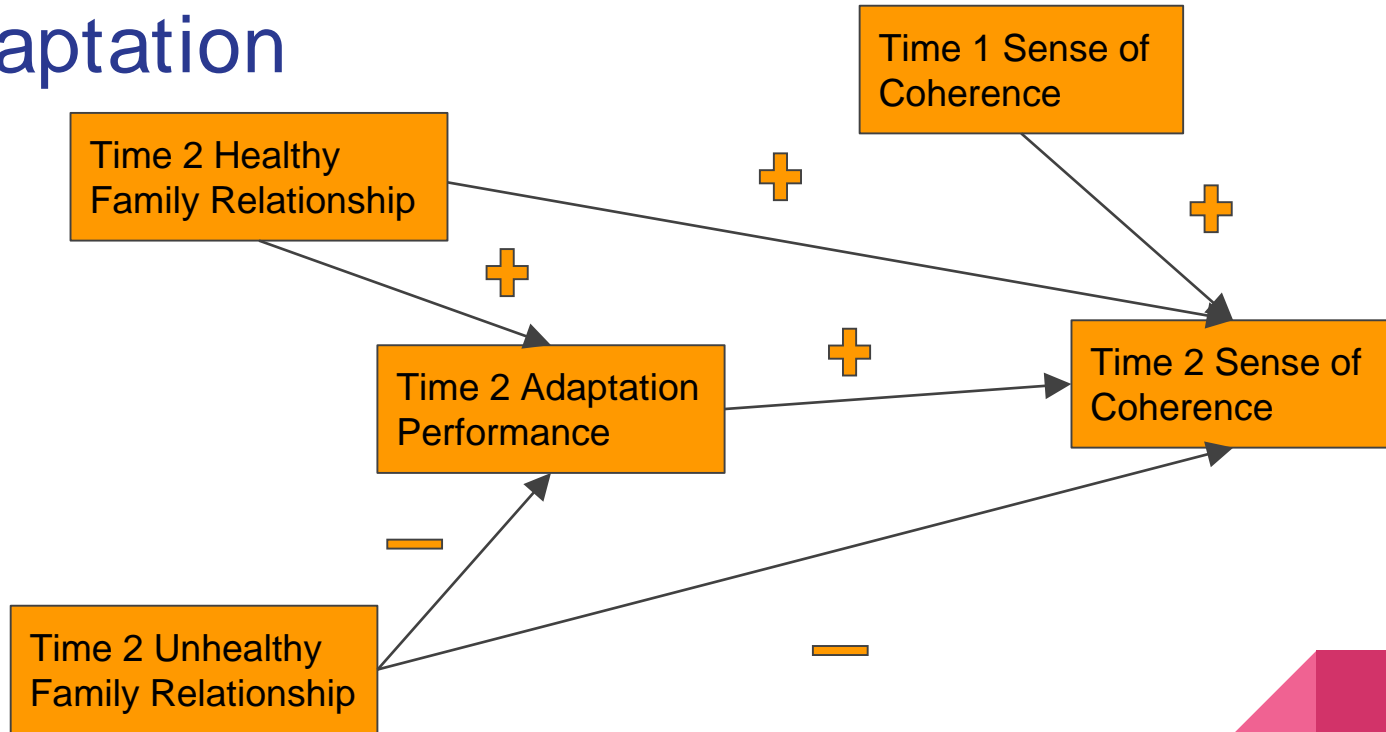 aptation
Time 1 Sense of
Coherence
Time 2 Healthy
Family Relationship
Time 2 Adaptation
Performance
Time 2 Sense of
Coherence
Time 2 Unhealthy
Family Relationship